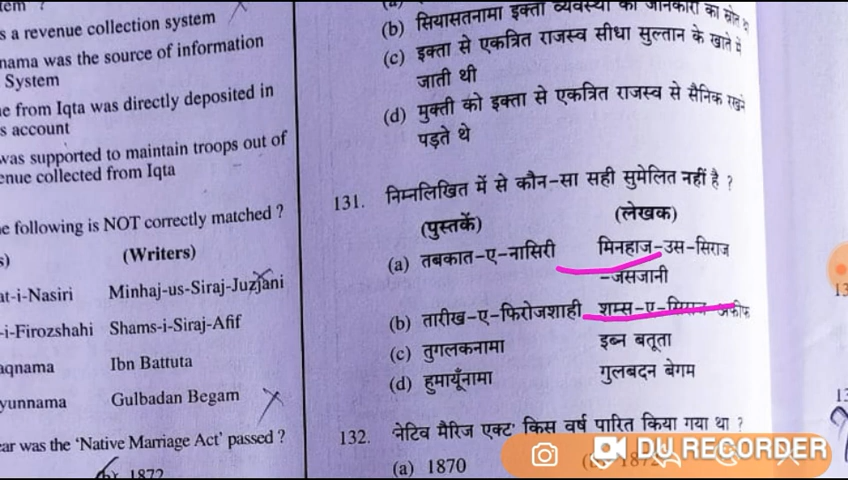 s a revenue collection system
nama was the source of information
System
e from Iqta was directly deposited in
s account
was supported to maintain troops out of
enue collected from Iqta
e following is NOT correctly matched ?
s)
(Writers)
at-i-Nasiri
Minhaj-us-Siraj-Juzjani
-i-Firozshahi
Shams-i-Siraj-Afif
aqnama
Ibn Battuta
yunnama
Gulbadan Begam
ear was the ‘Native Marriage Act’ passed ?
1872
(b) सियासतनामा इक्ता व्यवस्था की जानकारी का स्रोत था
(c) इक्ता से एकत्रित राजस्व सीधा सुल्तान के खाते में
जाती थी
(d) मुक्ती को इक्ता से एकत्रित राजस्व से सैनिक रखने
पड़ते थे
131. निम्नलिखित में से कौन-सा सही सुमेलित नहीं है ?
(पुस्तकें) (लेखक)
(a) तबकात-ए-नासिरी मिनहाज-उस-सिराज
-जसजानी
(b) तारीख-ए-फिरोजशाही शम्स-ए-सिराज अफीफ
(c) तुगलकनामा इब्न बतूता
(d) हुमायूँनामा गुलबदन बेगम
132. नेटिव मैरिज एक्ट’ किस वर्ष पारित किया गया था ?
(a) 1870
DU RECORDER